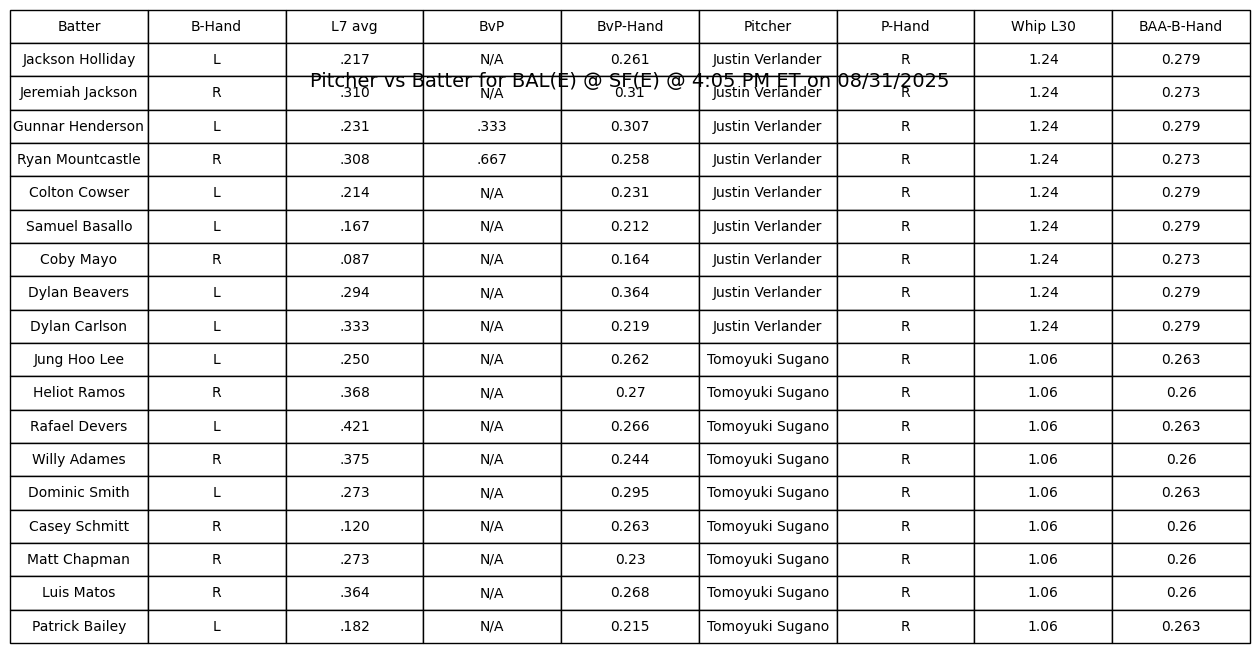 Batter B-Hand L7 avg BvP BvP-Hand Pitcher P-Hand Whip L30 BAA-B-Hand
Jackson Holliday L .217 N/A 0.261 Justin Verlander R 1.24 0.279
Pitcher vs Batter for BAL(E) @ SF(E) @ 4:05 PM ET on 08/31/2025
Jeremiah Jackson R .310 N/A 0.31 Justin Verlander R 1.24 0.273
Gunnar Henderson L .231 .333 0.307 Justin Verlander R 1.24 0.279
Ryan Mountcastle R .308 .667 0.258 Justin Verlander R 1.24 0.273
Colton Cowser L .214 N/A 0.231 Justin Verlander R 1.24 0.279
Samuel Basallo L .167 N/A 0.212 Justin Verlander R 1.24 0.279
Coby Mayo R .087 N/A 0.164 Justin Verlander R 1.24 0.273
Dylan Beavers L .294 N/A 0.364 Justin Verlander R 1.24 0.279
Dylan Carlson L .333 N/A 0.219 Justin Verlander R 1.24 0.279
Jung Hoo Lee L .250 N/A 0.262 Tomoyuki Sugano R 1.06 0.263
Heliot Ramos R .368 N/A 0.27 Tomoyuki Sugano R 1.06 0.26
Rafael Devers L .421 N/A 0.266 Tomoyuki Sugano R 1.06 0.263
Willy Adames R .375 N/A 0.244 Tomoyuki Sugano R 1.06 0.26
Dominic Smith L .273 N/A 0.295 Tomoyuki Sugano R 1.06 0.263
Casey Schmitt R .120 N/A 0.263 Tomoyuki Sugano R 1.06 0.26
Matt Chapman R .273 N/A 0.23 Tomoyuki Sugano R 1.06 0.26
Luis Matos R .364 N/A 0.268 Tomoyuki Sugano R 1.06 0.26
Patrick Bailey L .182 N/A 0.215 Tomoyuki Sugano R 1.06 0.263